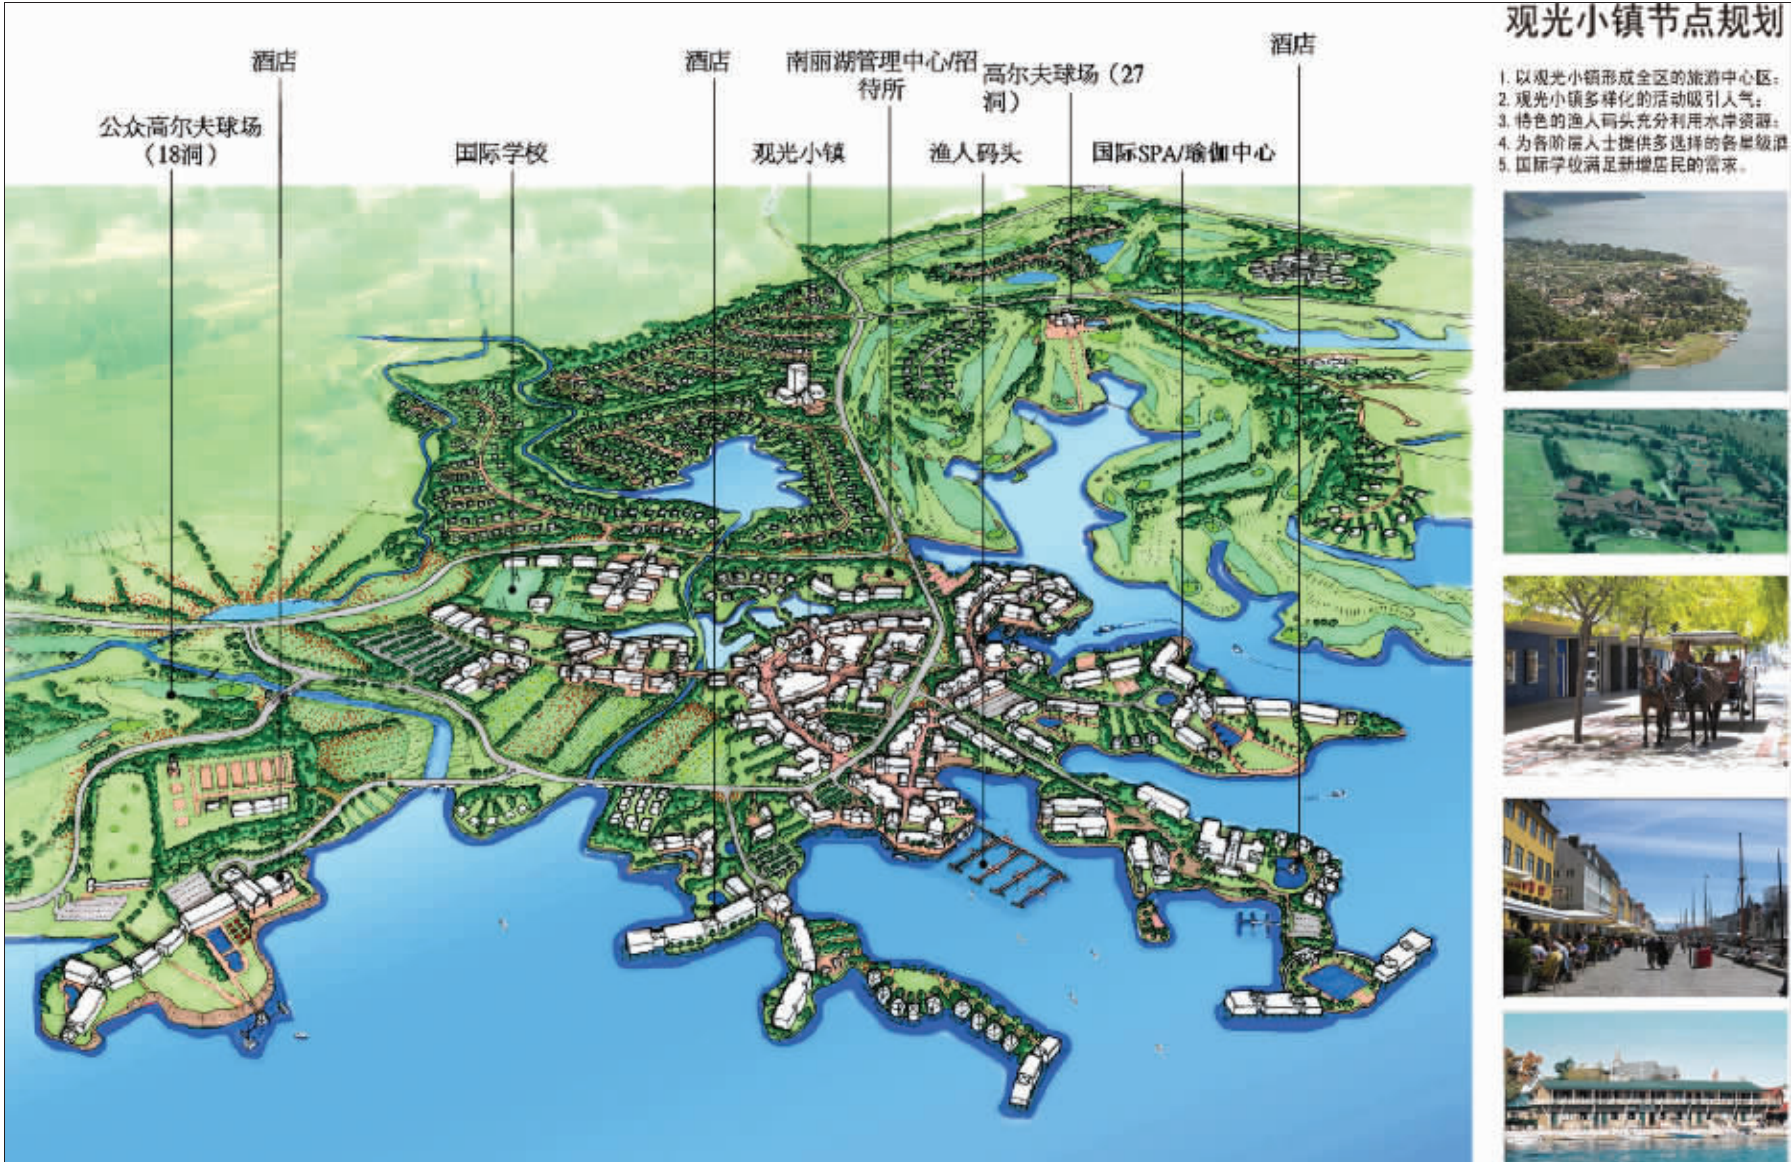 观光小镇节点规划
1. 以观光小镇形成全区的旅游中心区；
2. 观光小镇多样化的活动吸引人气；
3. 特色的渔人码头充分利用水岸资源；
4. 为各阶层人士提供多选择的各星级酒
5. 国际学校满足新增居民的需求。
酒店
酒店
南丽湖管理中心/招
待所
高尔夫球场（27
洞）
酒店
公众高尔夫球场
（18洞）
国际学校
观光小镇
渔人码头
国际SPA/瑜伽中心